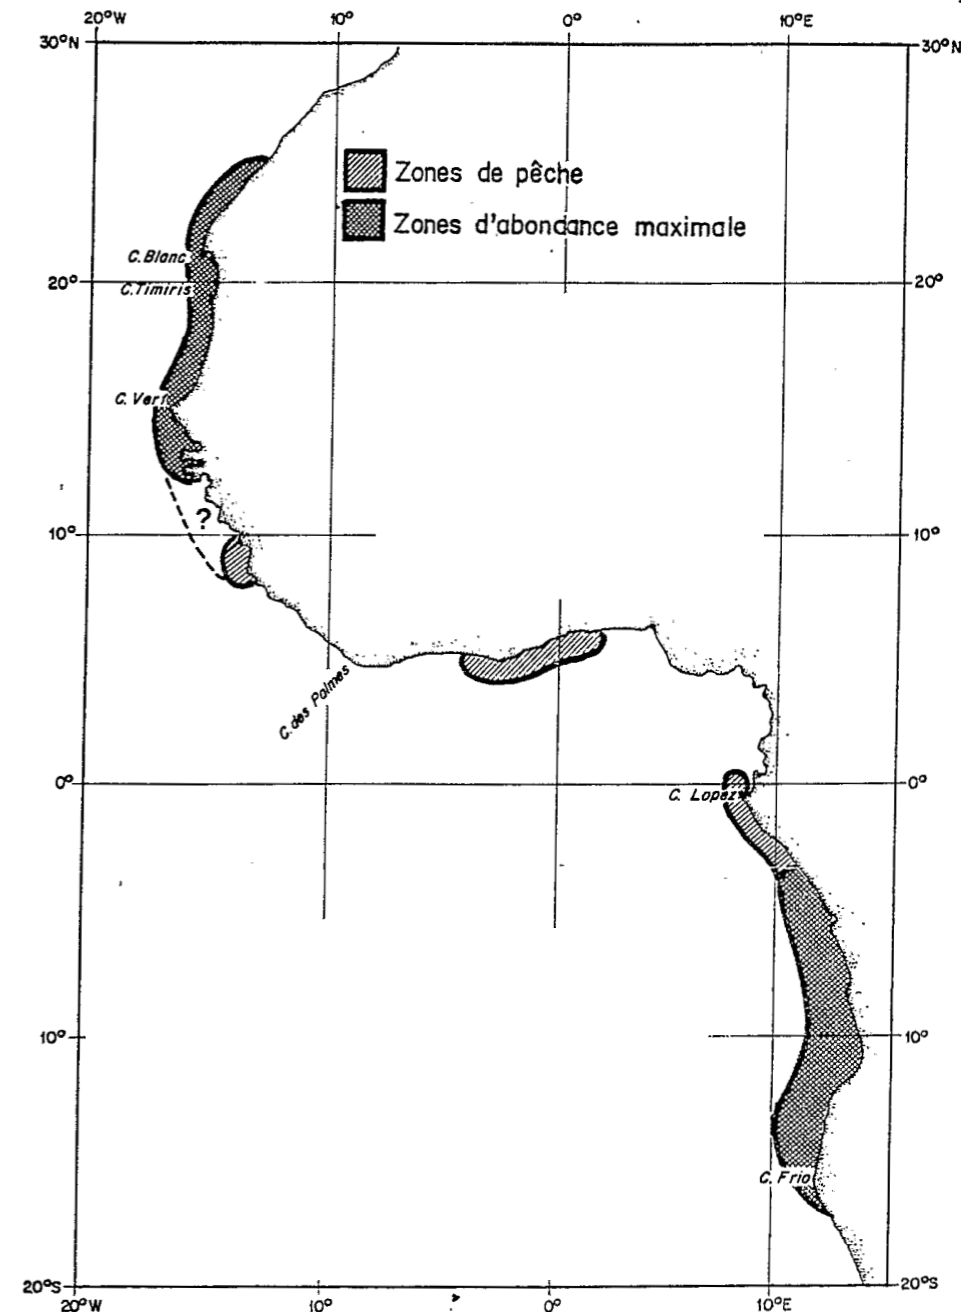 20°W 10° 0° 10°E
30°N 30°N
Zones de pêche
Zones d'abondance maximale
C. Blanc
20° 20°
C. Timiris
C. Vert
?
10° 10°
C. des Palmes
0° 0°
C. Lopez
10° 10°
C. Frio
20°S 20°S
20°W 10° 0° 10°E